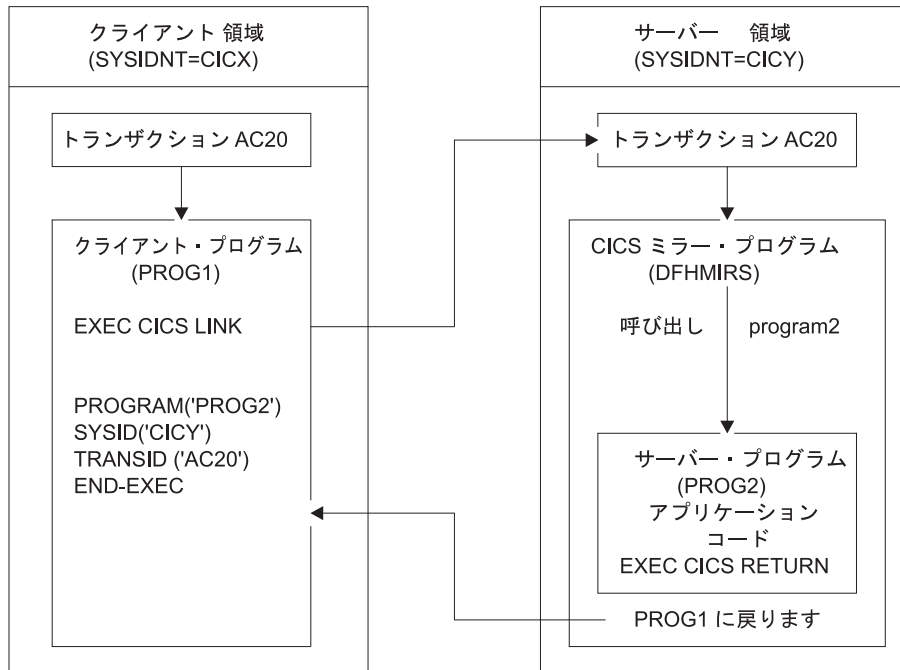 クライアント 領域
(SYSIDNT=CICX)
トランザクション AC20
クライアント・プログラム
(PROG1)
EXEC CICS LINK
PROGRAM('PROG2')
SYSID('CICY')
TRANSID ('AC20')
END-EXEC
サーバー 領域
(SYSIDNT=CICY)
トランザクション AC20
CICS ミラー・プログラム
(DFHMIRS)
呼び出し program2
サーバー・プログラム
(PROG2)
アプリケーション
コード
EXEC CICS RETURN
PROG1 に戻ります